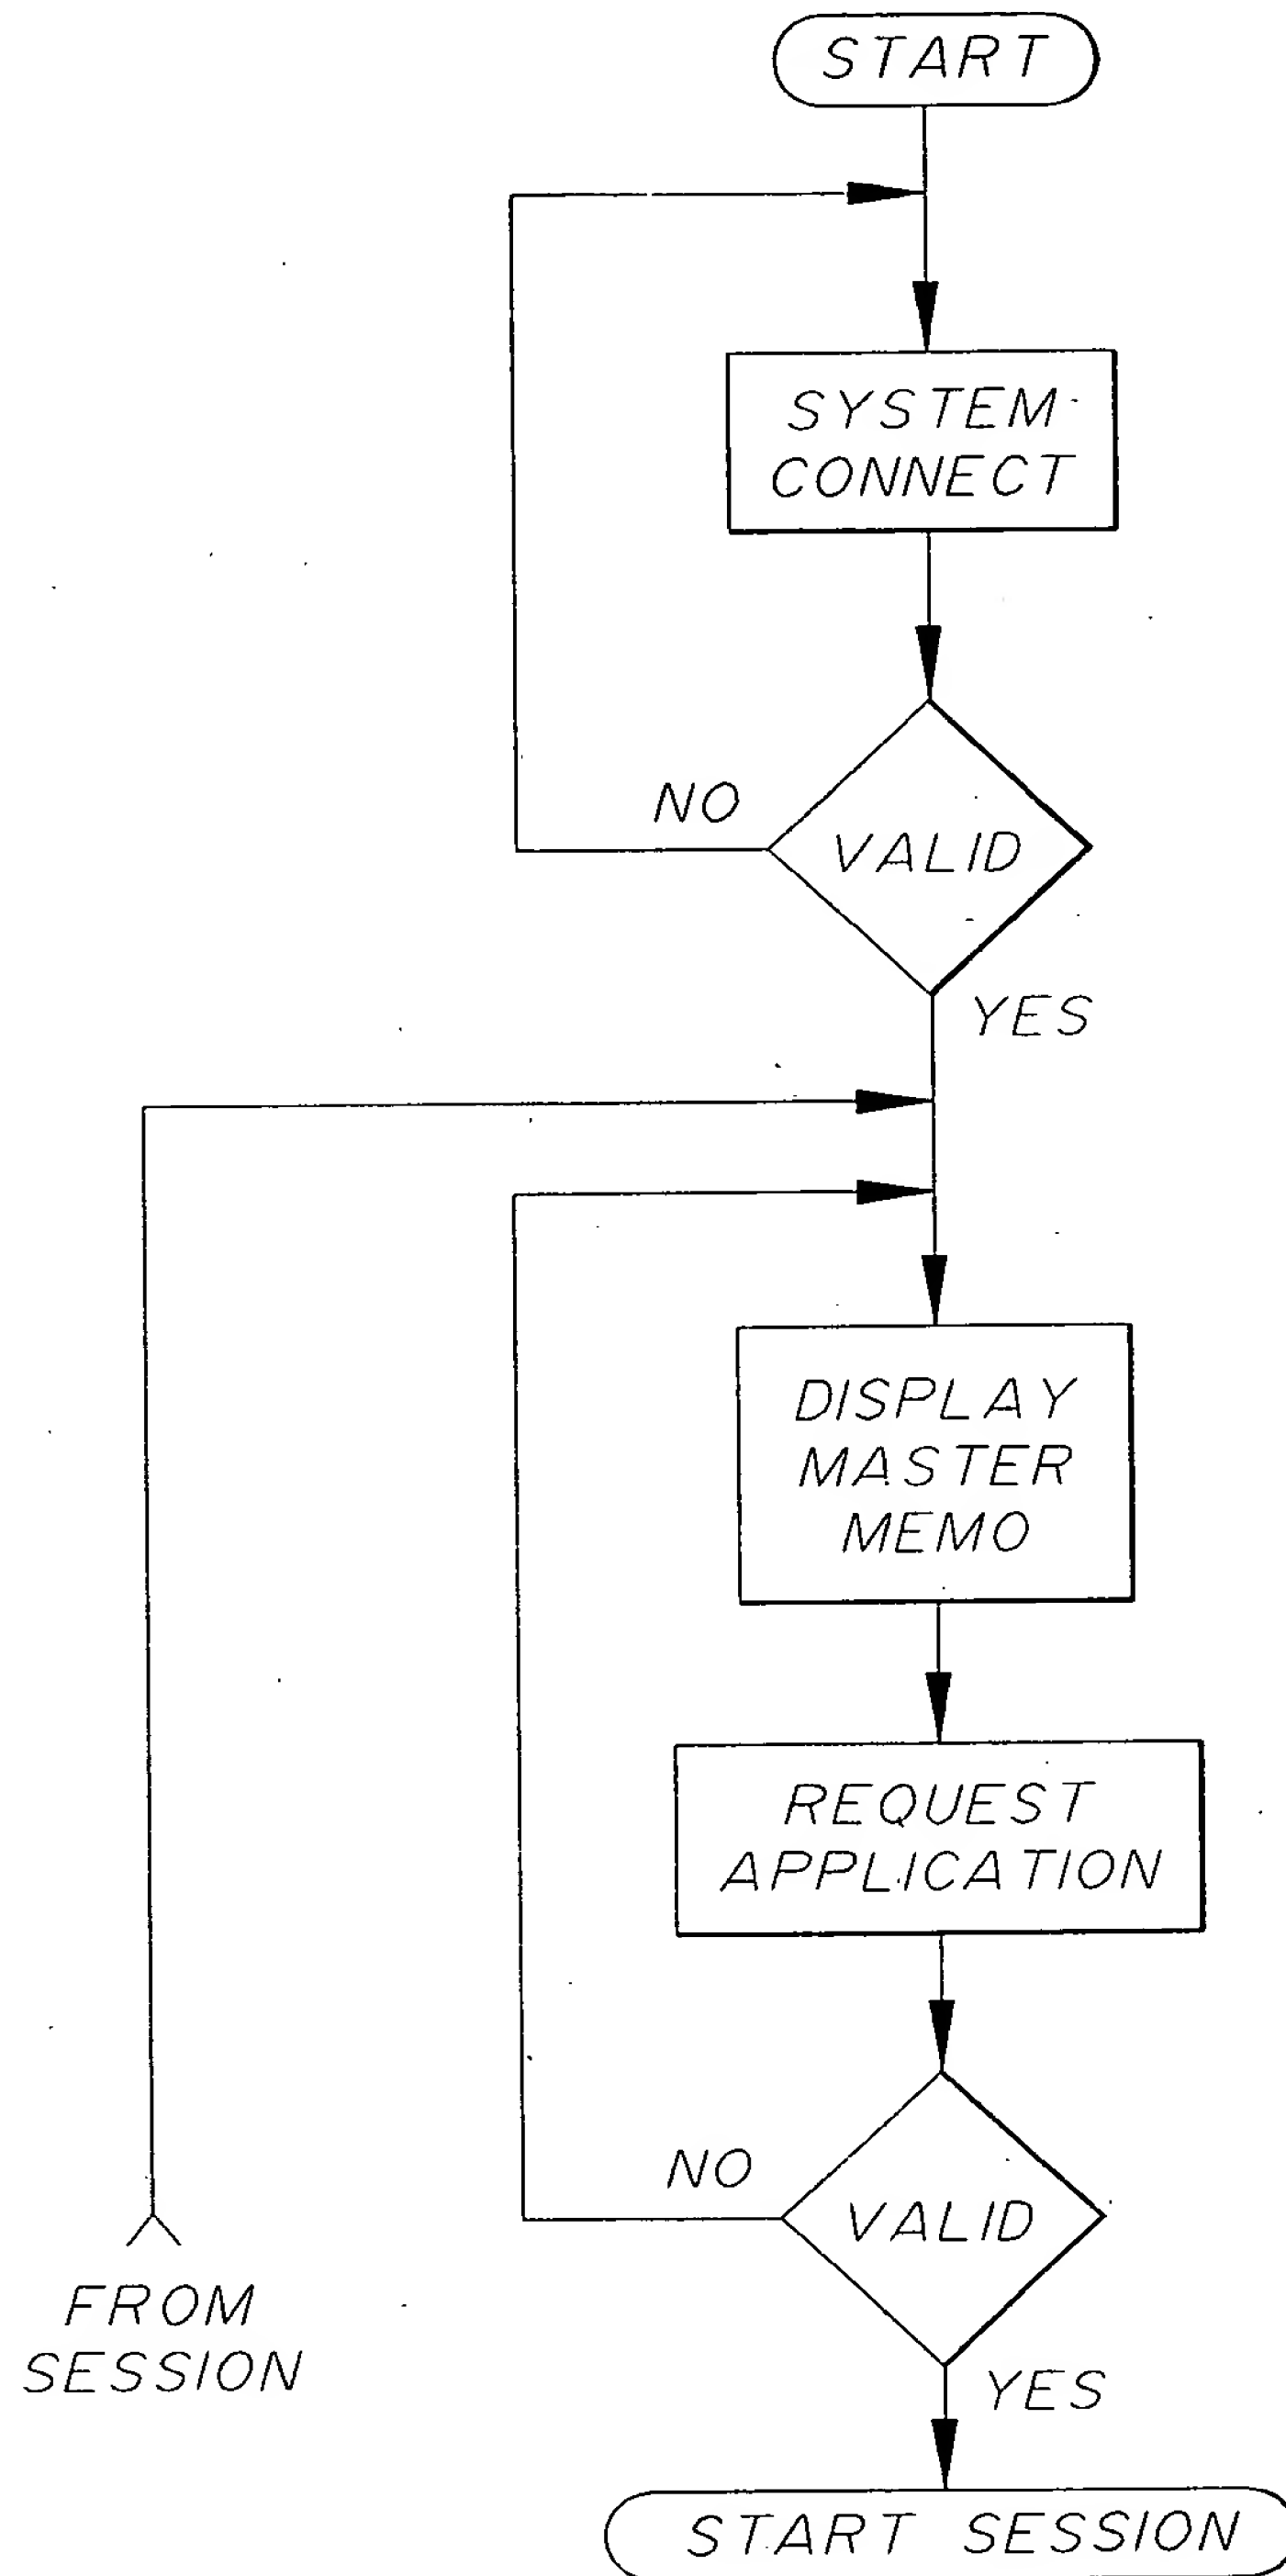 START
SYSTEM
CONNECT
NO
VALID
YES
DISPLAY
MASTER
MEMO
REQUEST
APPLICATION
NO
VALID
FROM
SESSION
YES
START SESSION